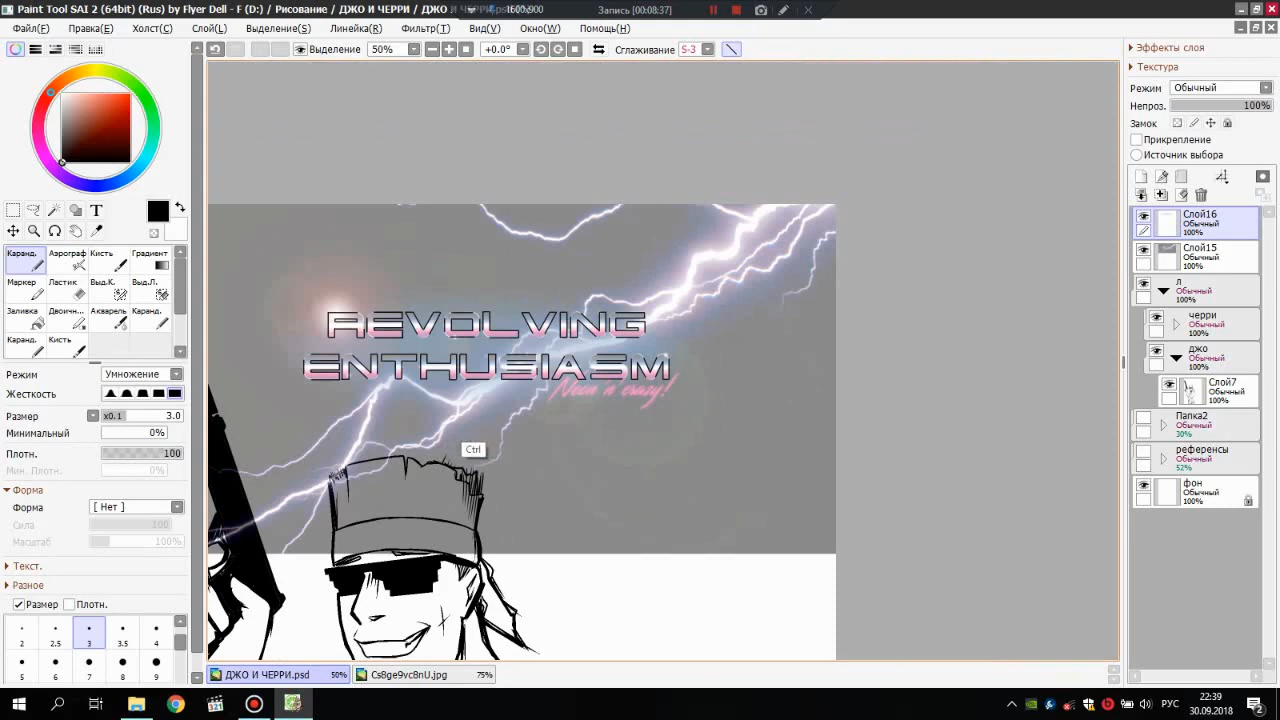 Paint Tool SAI 2 (64bit) (Rus) by Flyer Dell - F (D:) / Рисование / ДЖО И ЧЕРРИ / ДЖО И ЧЕРРИ.psd
1600x900
Запись [00:08:37]
Файл(F) Правка(E) Холст(C) Слой(L) Выделение(S) Фильтр(T) Линейка(R) Вид(V) Окно(W) Помощь(H)
Выделение 50% +0.0° Сглаживание S-3
Эффекты слоя
Текстура
Режим Обычный
Непроз. 100%
Замок
Прикрепление
Источник выбора
Каранд. Аэрограф Кисть Градиент
Маркер Ластик Выд.К. Выд.Л.
Заливка Двоичн... Акварель Каранд.
Каранд. Кисть
Режим Умножение
Жесткость
Размер x0.1 3.0
Минимальный 0%
Плотн. 100
Мин. Плотн. 0%
Форма
Форма [ Нет ]
Сила 100
Масштаб 100%
Текст.
Разное
Размер Плотн.
2 2.5 3 3.5 4
5 6 7 8 9
REVOLVING
ENTHUSIASM
Neon n crazy!
Ctrl
Слой16
Обычный
100%
Слой15
Обычный
100%
л
Обычный
100%
черри
Обычный
100%
джо
Обычный
100%
Слой7
Обычный
100%
Папка2
Обычный
30%
референсы
Обычный
52%
фон
Обычный
100%
ДЖО И ЧЕРРИ.psd 50% Cs8ge9vc8nU.jpg 75%
321
РУС
22:39
30.09.2018
2